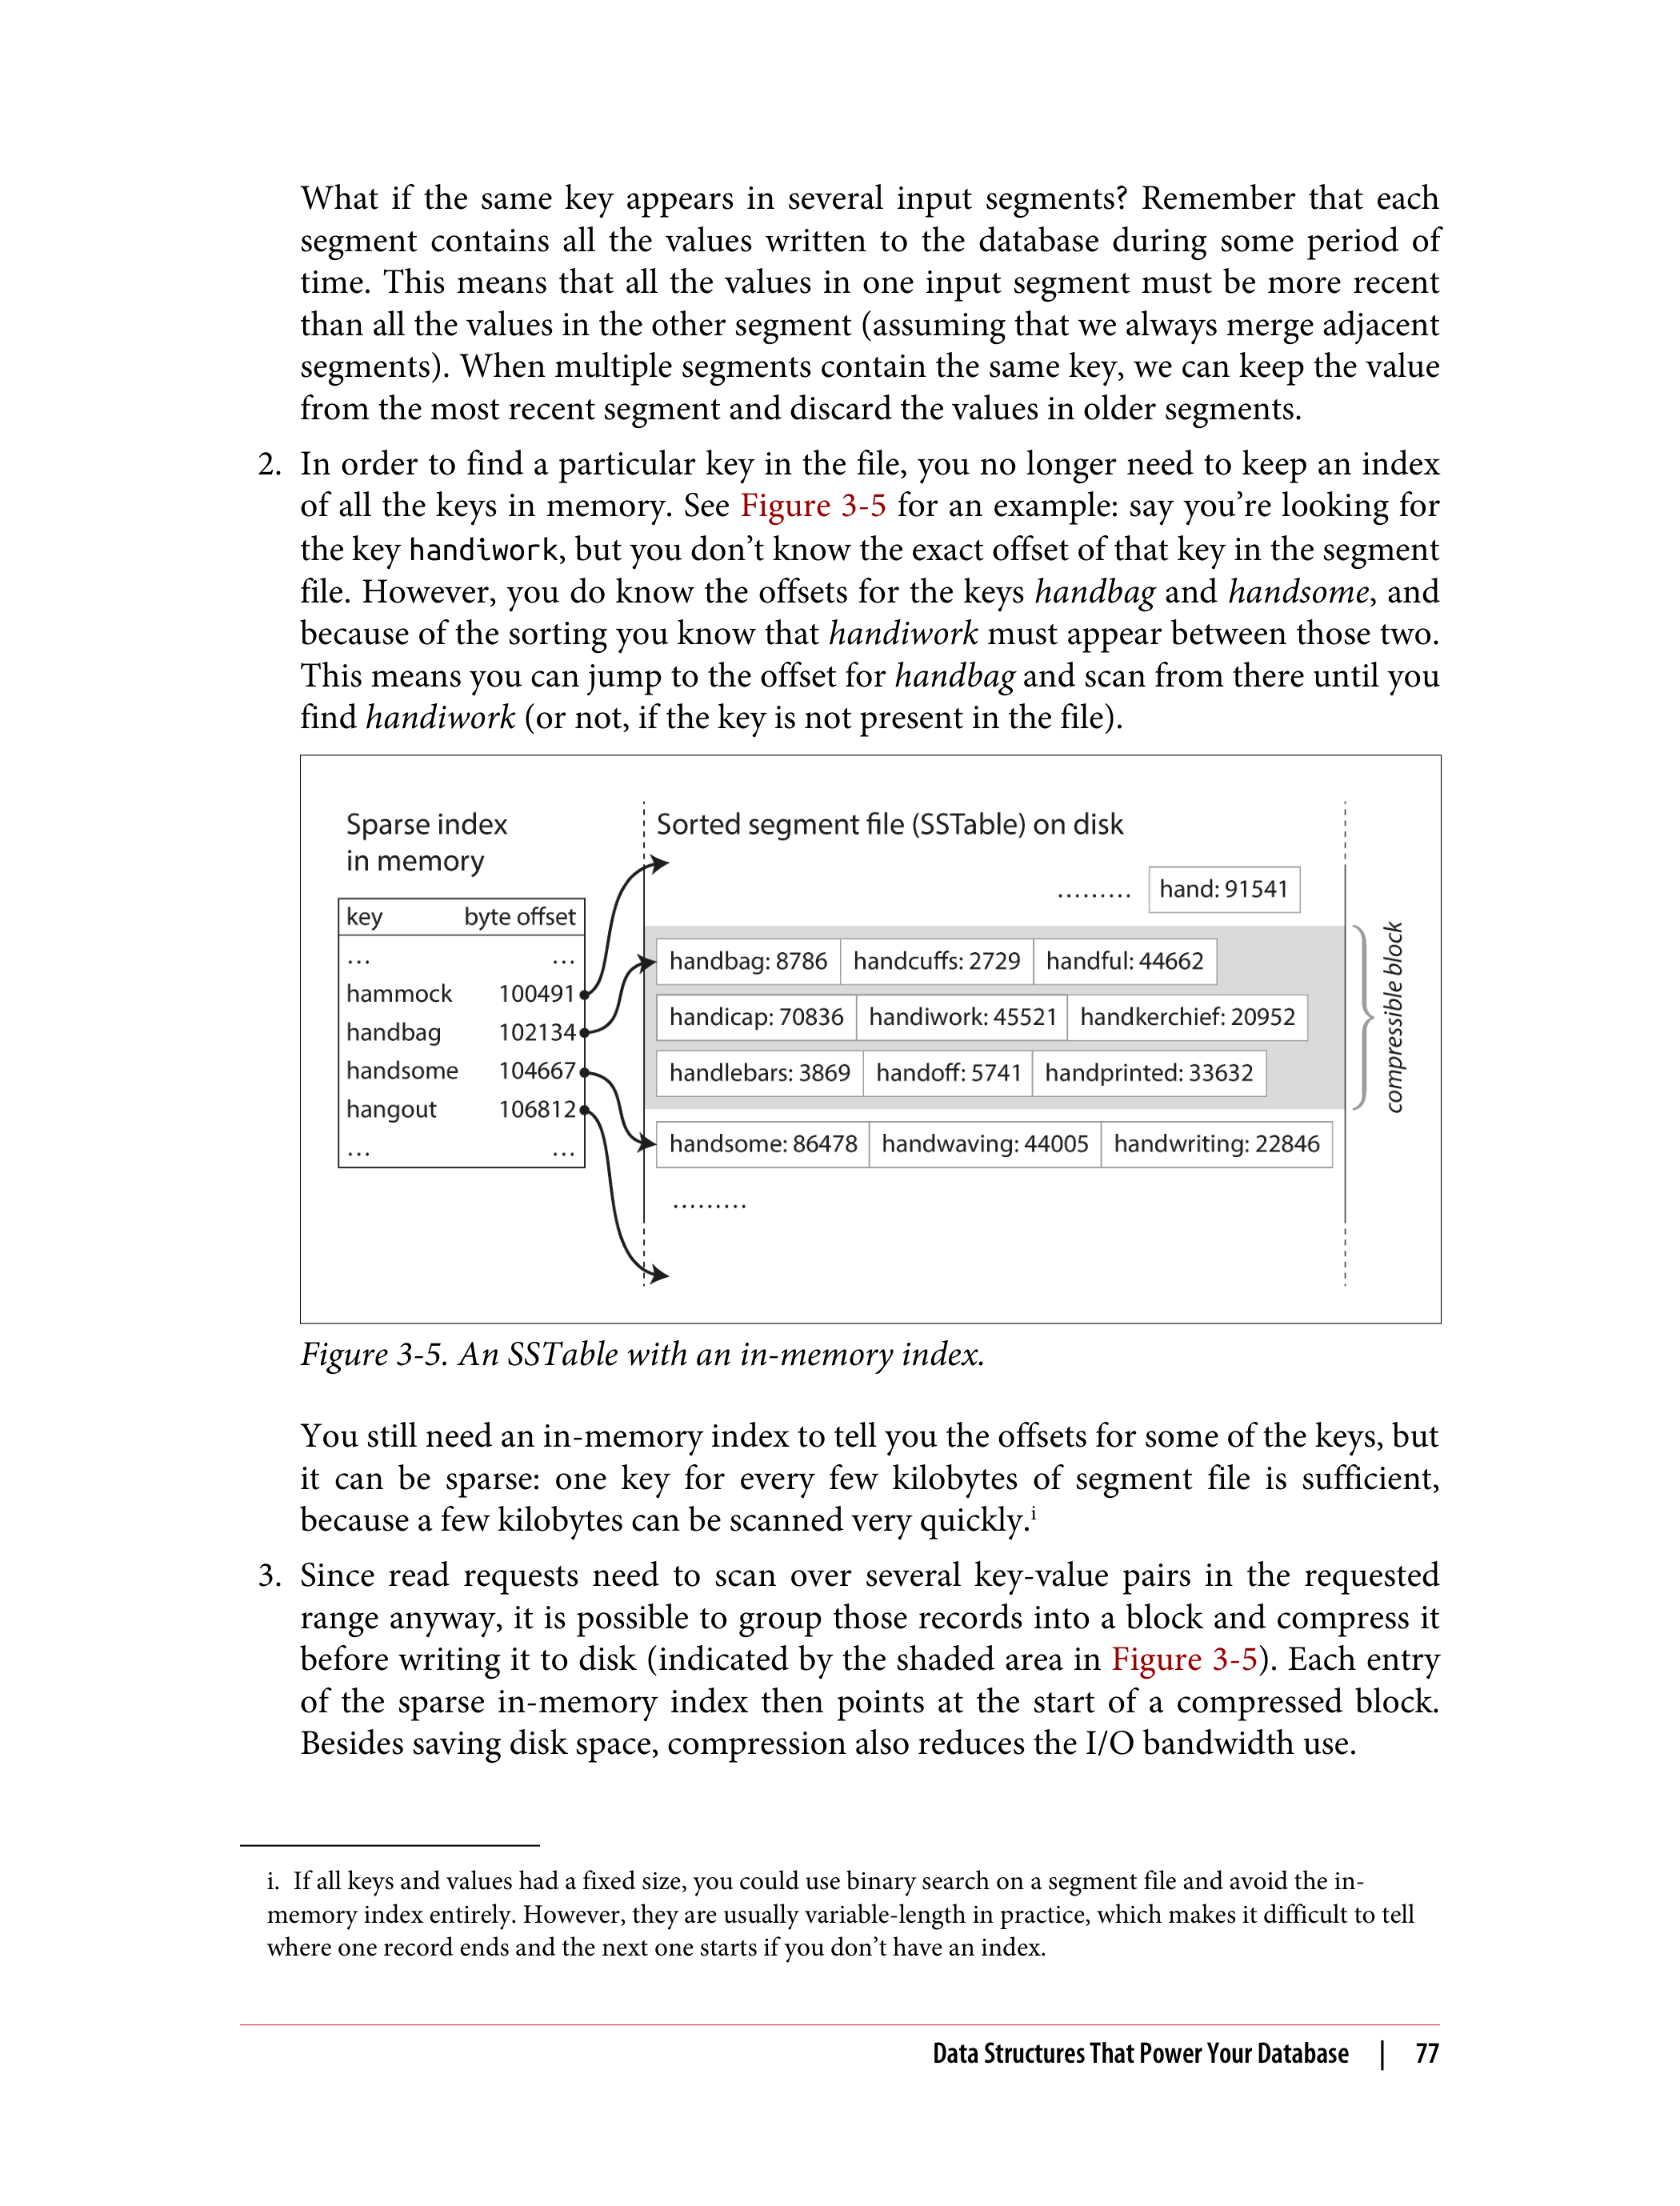 What if the same key appears in several input segments? Remember that each
segment contains all the values written to the database during some period of
time. This means that all the values in one input segment must be more recent
than all the values in the other segment (assuming that we always merge adjacent
segments). When multiple segments contain the same key, we can keep the value
from the most recent segment and discard the values in older segments.
2. In order to find a particular key in the file, you no longer need to keep an index
of all the keys in memory. See Figure 3-5 for an example: say you’re looking for
the key handiwork, but you don’t know the exact offset of that key in the segment
file. However, you do know the offsets for the keys handbag and handsome, and
because of the sorting you know that handiwork must appear between those two.
This means you can jump to the offset for handbag and scan from there until you
find handiwork (or not, if the key is not present in the file).
Sparse index
in memory
key byte offset
... ...
hammock 100491
handbag 102134
handsome 104667
hangout 106812
... ...
Sorted segment file (SSTable) on disk
......... hand: 91541
handbag: 8786 handcuffs: 2729 handful: 44662
handicap: 70836 handiwork: 45521 handkerchief: 20952
handlebars: 3869 handoff: 5741 handprinted: 33632
handsome: 86478 handwaving: 44005 handwriting: 22846
.........
compressible block
Figure 3-5. An SSTable with an in-memory index.
You still need an in-memory index to tell you the offsets for some of the keys, but
it can be sparse: one key for every few kilobytes of segment file is sufficient,
because a few kilobytes can be scanned very quickly.i
3. Since read requests need to scan over several key-value pairs in the requested
range anyway, it is possible to group those records into a block and compress it
before writing it to disk (indicated by the shaded area in Figure 3-5). Each entry
of the sparse in-memory index then points at the start of a compressed block.
Besides saving disk space, compression also reduces the I/O bandwidth use.
i. If all keys and values had a fixed size, you could use binary search on a segment file and avoid the in-
memory index entirely. However, they are usually variable-length in practice, which makes it difficult to tell
where one record ends and the next one starts if you don’t have an index.
Data Structures That Power Your Database | 77